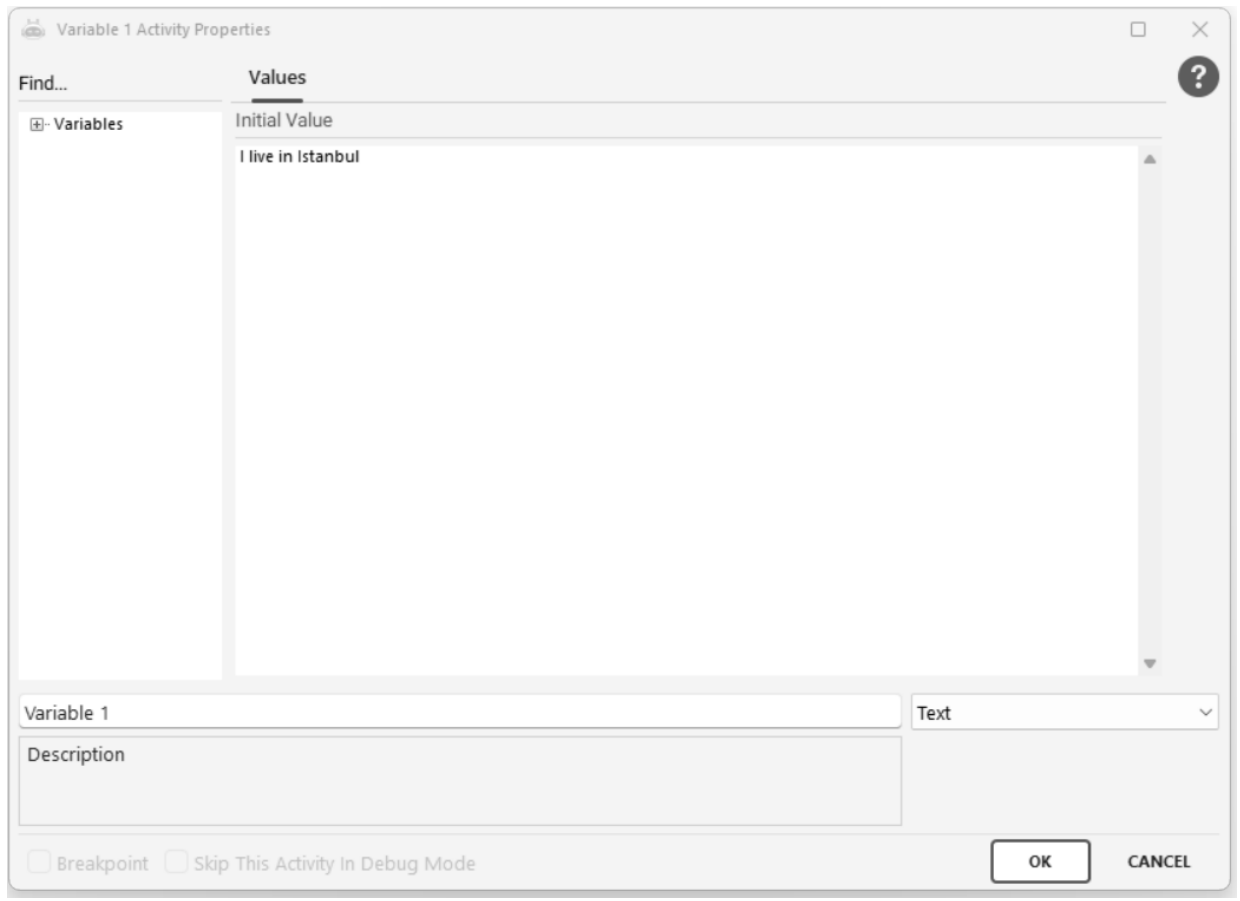 Variable 1 Activity Properties
Find...
Values
?
Variables
Initial Value
I live in Istanbul
Variable 1
Text
Description
Breakpoint
Skip This Activity In Debug Mode
OK
CANCEL